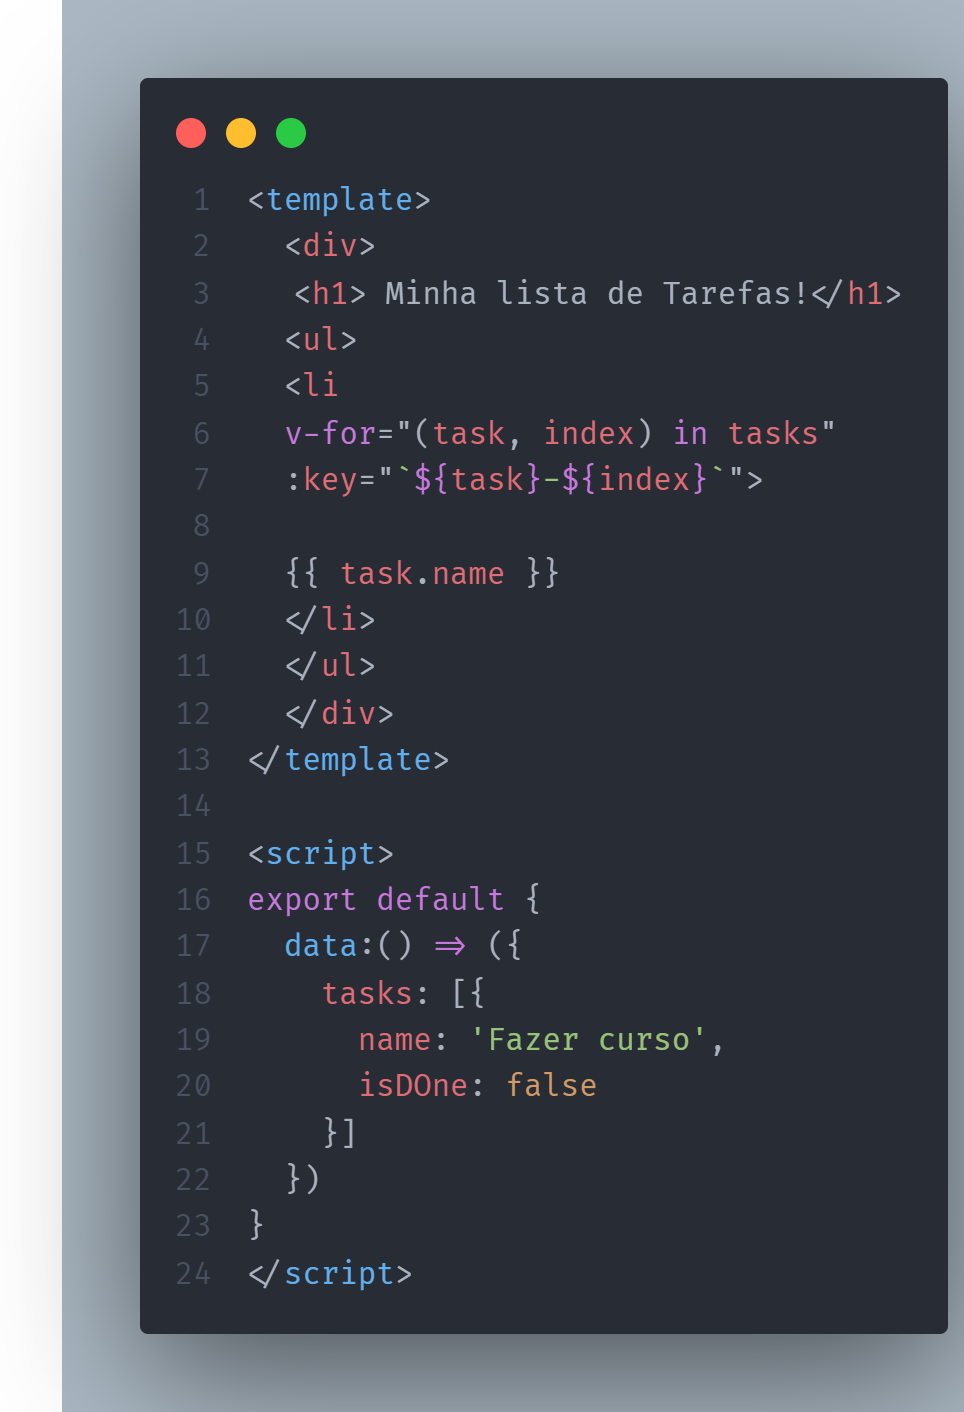 1 <template>
2 <div>
3 <h1> Minha lista de Tarefas!</h1>
4 <ul>
5 <li
6 v-for="(task, index) in tasks"
7 :key="`${task}-${index}`">
8
9 {{ task.name }}
10 </li>
11 </ul>
12 </div>
13 </template>
14
15 <script>
16 export default {
17 data:() => ({
18 tasks: [{
19 name: 'Fazer curso',
20 isDOne: false
21 }]
22 })
23 }
24 </script>